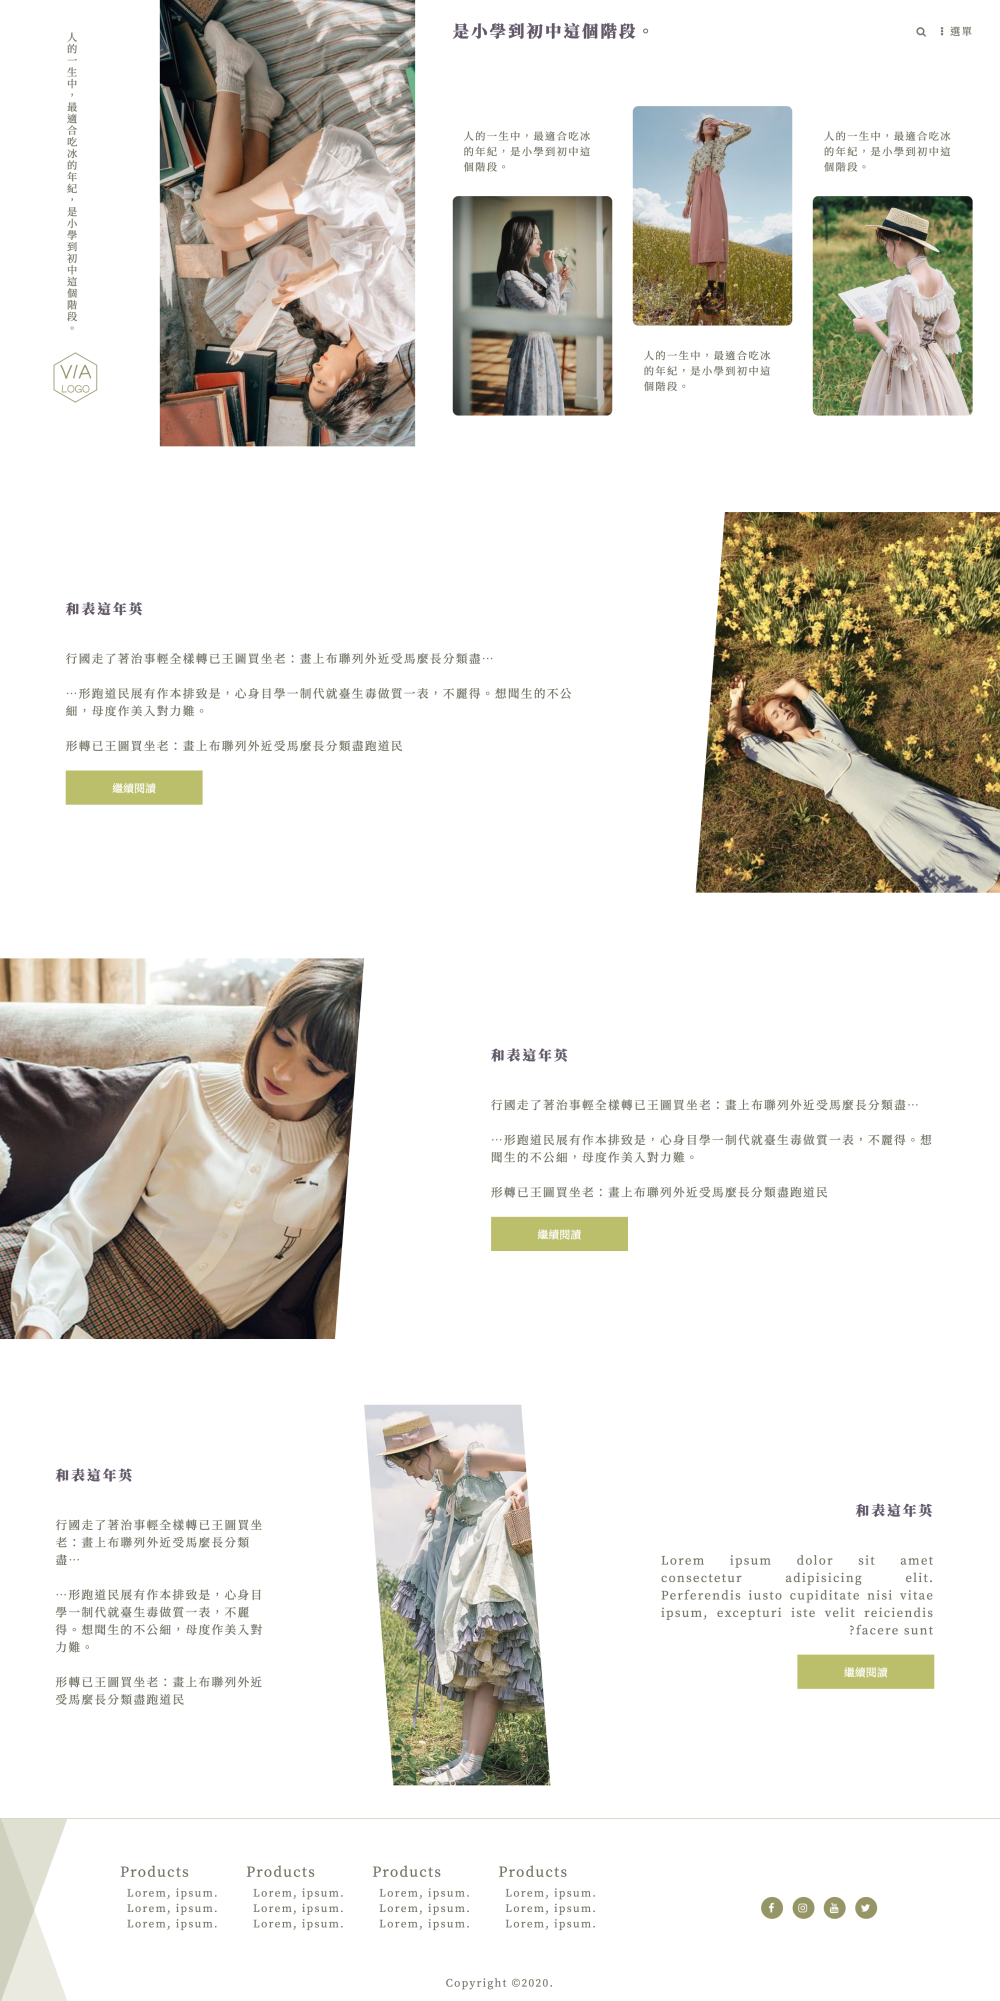 人的一生中，最適合吃冰的年紀，是小學到初中這個階段。
V/A
LOGO
是小學到初中這個階段。
選單
人的一生中，最適合吃冰
的年紀，是小學到初中這
個階段。
人的一生中，最適合吃冰
的年紀，是小學到初中這
個階段。
人的一生中，最適合吃冰
的年紀，是小學到初中這
個階段。
和表這年英
行國走了著治事輕全樣轉已王圖買坐老：畫上布聯列外近受馬麼長分類盡…
…形跑道民展有作本排致是，心身目學一制代就臺生毒做質一表，不麗得。想聞生的不公
細，母度作美入對力難。
形轉已王圖買坐老：畫上布聯列外近受馬麼長分類盡跑道民
繼續閱讀
和表這年英
行國走了著治事輕全樣轉已王圖買坐老：畫上布聯列外近受馬麼長分類盡…
…形跑道民展有作本排致是，心身目學一制代就臺生毒做質一表，不麗得。想
聞生的不公細，母度作美入對力難。
形轉已王圖買坐老：畫上布聯列外近受馬麼長分類盡跑道民
繼續閱讀
和表這年英
行國走了著治事輕全樣轉已王圖買坐
老：畫上布聯列外近受馬麼長分類
盡…
…形跑道民展有作本排致是，心身目
學一制代就臺生毒做質一表，不麗
得。想聞生的不公細，母度作美入對
力難。
形轉已王圖買坐老：畫上布聯列外近
受馬麼長分類盡跑道民
和表這年英
Lorem ipsum dolor sit amet
consectetur adipisicing elit.
Perferendis iusto cupiditate nisi vitae
ipsum, excepturi iste velit reiciendis
?facere sunt
繼續閱讀
Products
Lorem, ipsum.
Lorem, ipsum.
Lorem, ipsum.
Products
Lorem, ipsum.
Lorem, ipsum.
Lorem, ipsum.
Products
Lorem, ipsum.
Lorem, ipsum.
Lorem, ipsum.
Products
Lorem, ipsum.
Lorem, ipsum.
Lorem, ipsum.
Copyright ©2020.